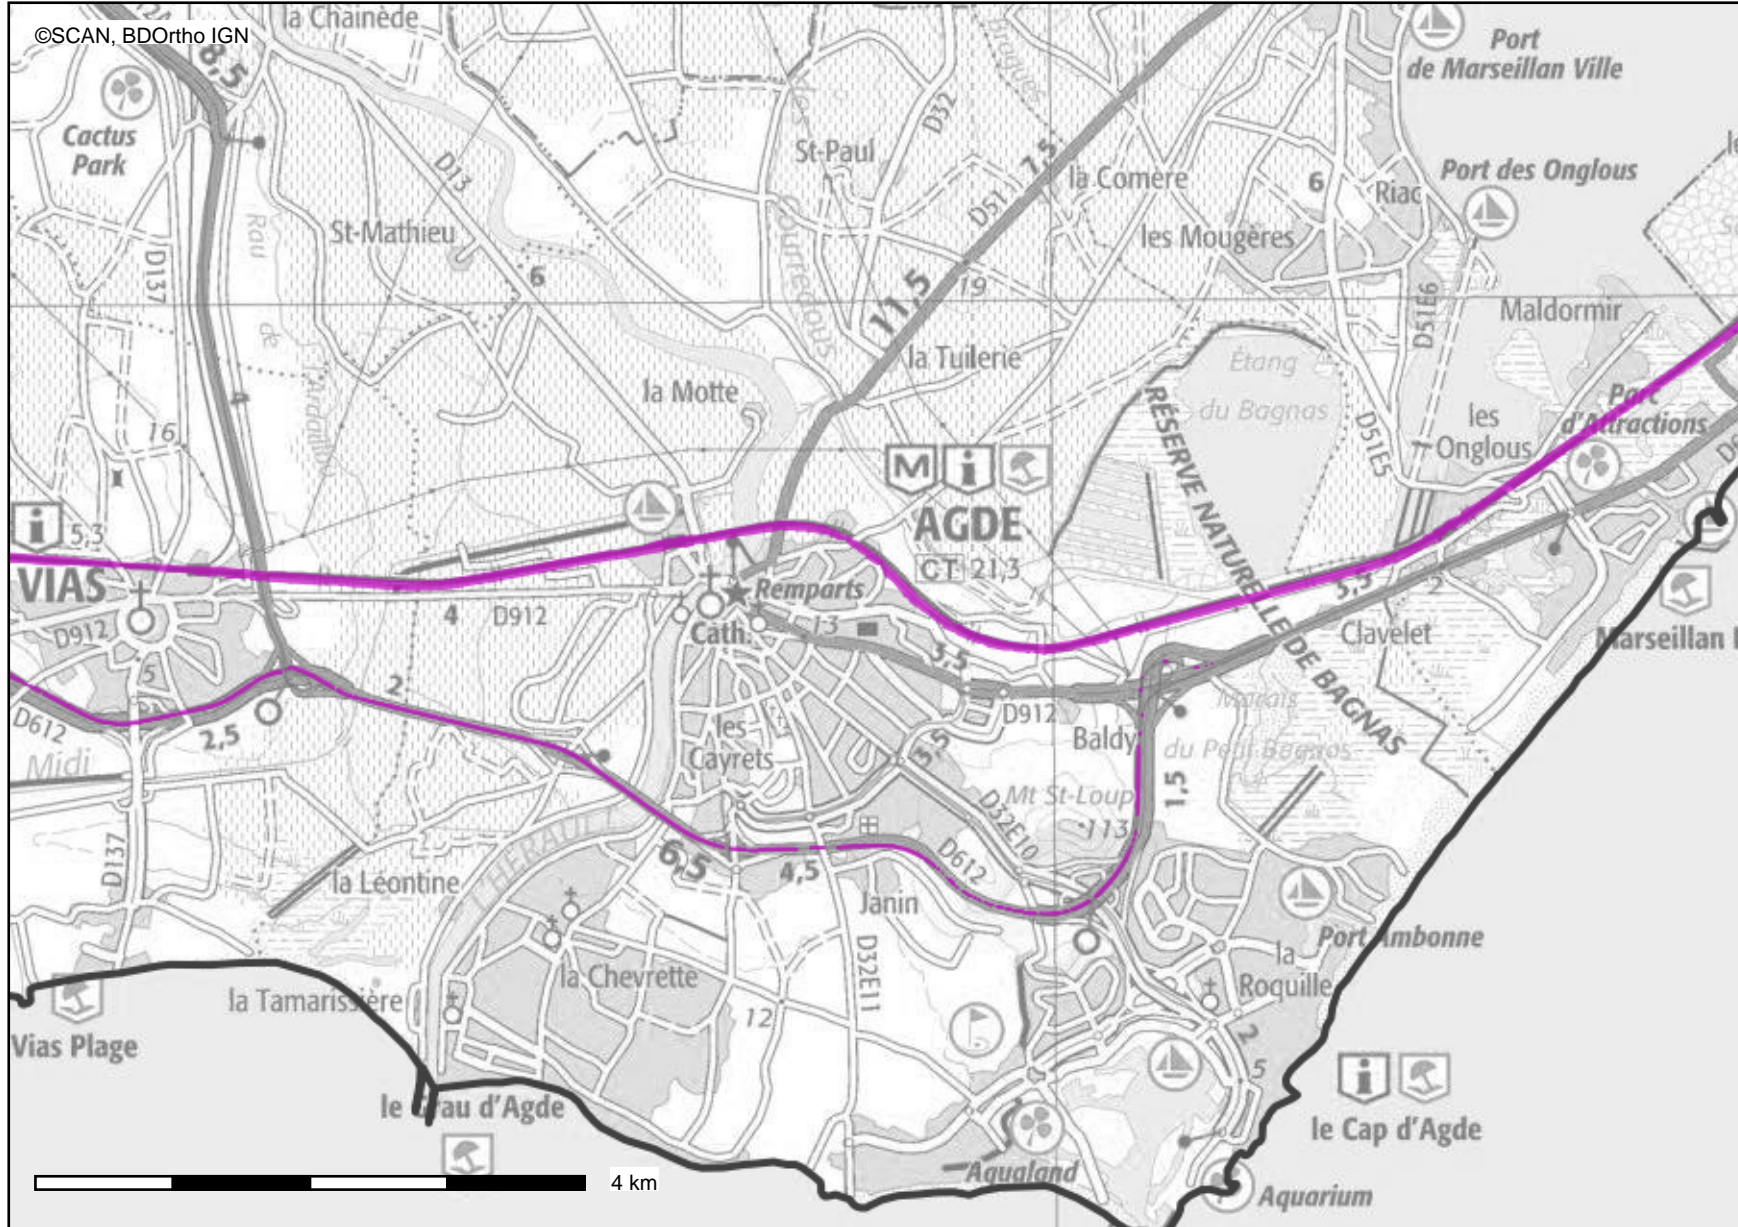 ©SCAN, BDOrtho IGN
la Chaînède
8,5
Port
de Marseillan Ville
Cactus
Park
D32
St-Paul
D13
7,5
la Comère
D51
Port des Onglous
6
Riac
Rau
de
St-Mathieu
les Mougères
D137
6
11,5
19
Maldormir
D51E6
la Tuilerie
Étang
du Bagnas
la Motte
4
16
RÉSERVE NATURELLE DE BAGNAS
Parc
d'Attractions
les
Onglous
D51E5
M
i
AGDE
CT 21,3
i
5,3
VIAS
4
D912
Remparts
Cath.
13
3,5
5,5
2
Clavelet
Marseillan
D912
5
2
D612
2,5
Midi
les
Cayrets
3,5
D912
Baldy
Marais
du Petit Bagnas
Mt St-Loup
113
1,5
D32E10
HÉRAULT
6,5
4,5
D612
D137
la Léontine
Janin
D32E11
Port Ambonne
la
Roquille
la Chevrette
la Tamarissière
12
2
5
Vias Plage
le Grau d'Agde
i
le Cap d'Agde
Aqualand
Aquarium
4 km